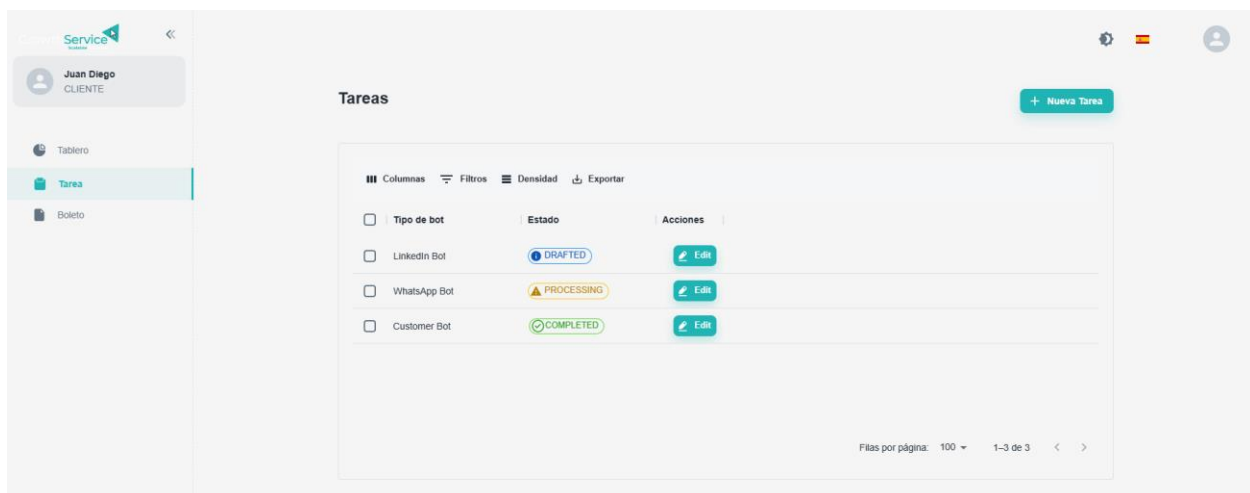 Service
Juan Diego
CLIENTE
Tablero
Tarea
Boleto
Tareas
+ Nueva Tarea
Columnas Filtros Densidad Exportar
Tipo de bot Estado Acciones
LinkedIn Bot DRAFTED Edit
WhatsApp Bot PROCESSING Edit
Customer Bot COMPLETED Edit
Filas por página: 100 1–3 de 3